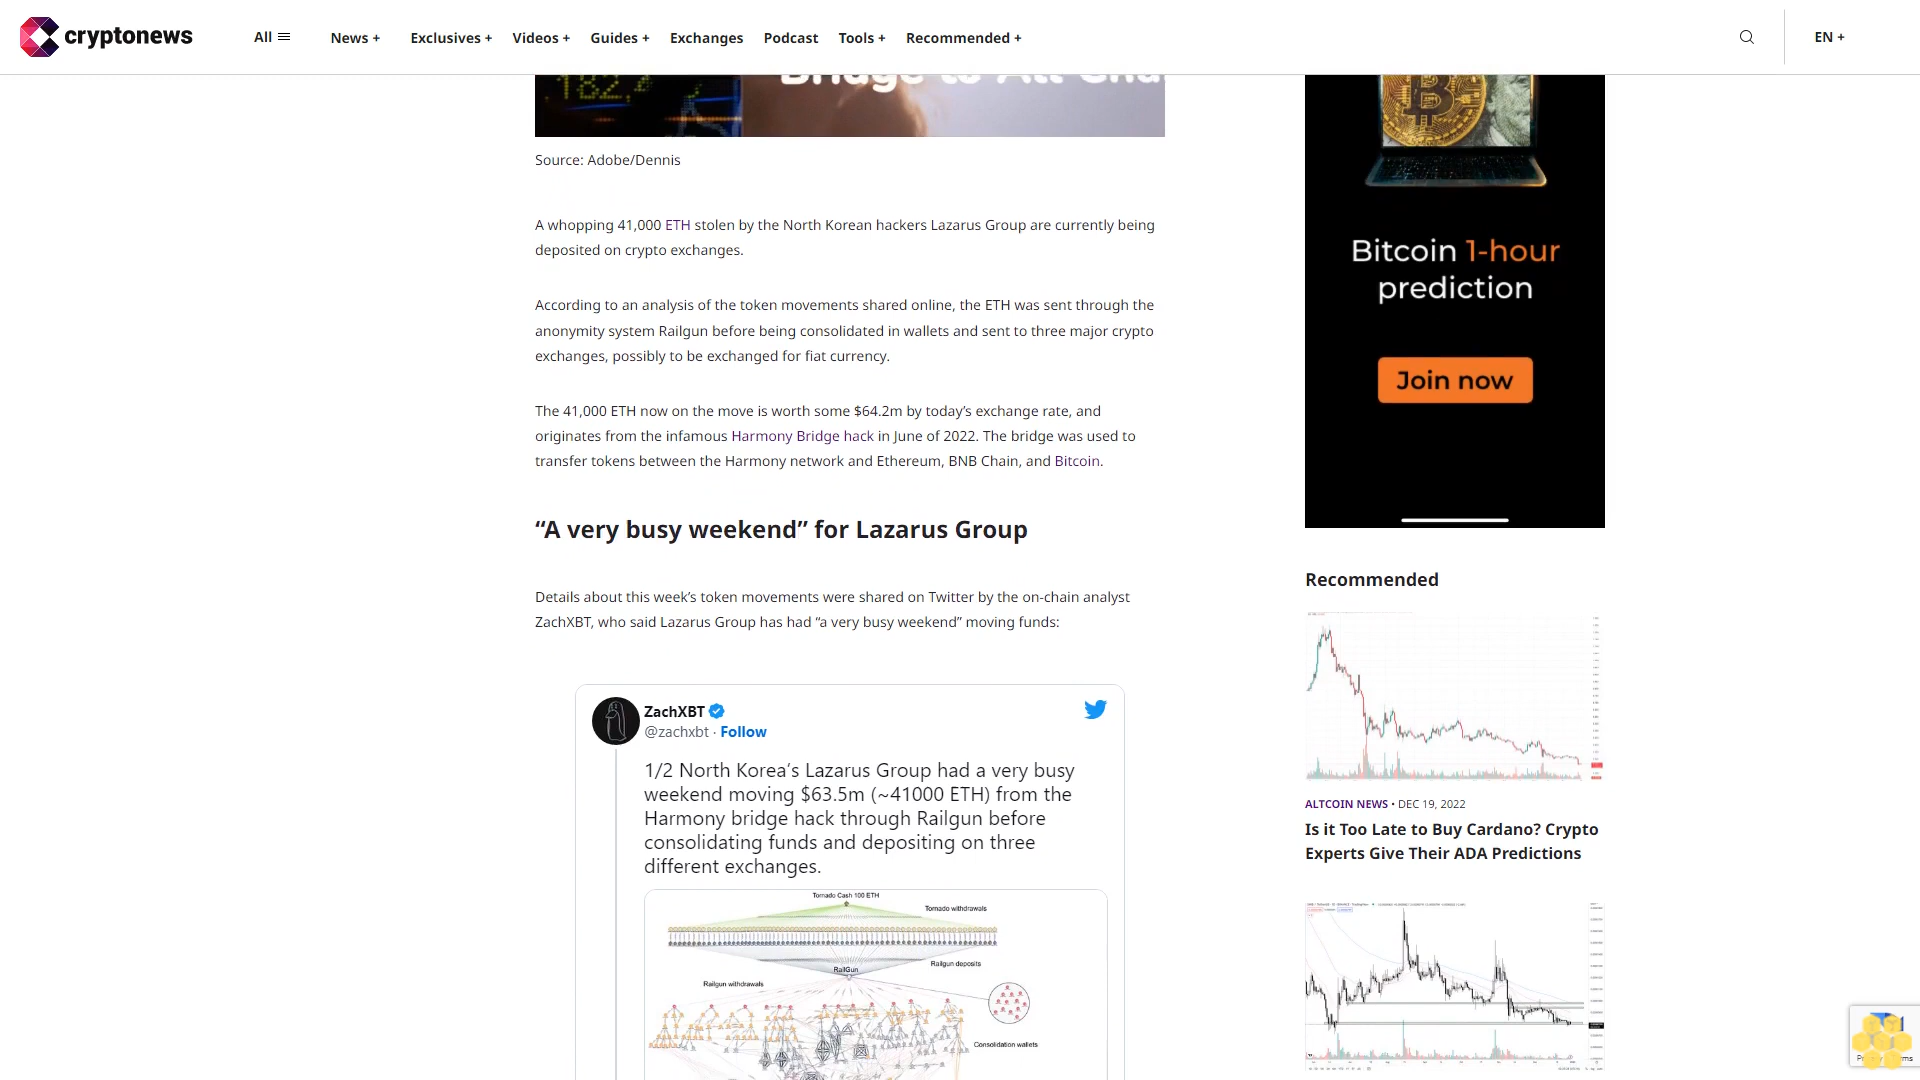 cryptonews
All
News +
Exclusives +
Videos +
Guides +
Exchanges
Podcast
Tools +
Recommended +
EN +
Source: Adobe/Dennis
A whopping 41,000 ETH stolen by the North Korean hackers Lazarus Group are currently being
deposited on crypto exchanges.
According to an analysis of the token movements shared online, the ETH was sent through the
anonymity system Railgun before being consolidated in wallets and sent to three major crypto
exchanges, possibly to be exchanged for fiat currency.
The 41,000 ETH now on the move is worth some $64.2m by today’s exchange rate, and
originates from the infamous Harmony Bridge hack in June of 2022. The bridge was used to
transfer tokens between the Harmony network and Ethereum, BNB Chain, and Bitcoin.
“A very busy weekend” for Lazarus Group
Details about this week’s token movements were shared on Twitter by the on-chain analyst
ZachXBT, who said Lazarus Group has had “a very busy weekend” moving funds:
ZachXBT
@zachxbt · Follow
1/2 North Korea’s Lazarus Group had a very busy
weekend moving $63.5m (~41000 ETH) from the
Harmony bridge hack through Railgun before
consolidating funds and depositing on three
different exchanges.
Tornado Cash 100 ETH
Tornado withdrawals
RailGun
Railgun deposits
Railgun withdrawals
Consolidation wallets
Bitcoin 1-hour
prediction
Join now
Recommended
ALTCOIN NEWS • DEC 19, 2022
Is it Too Late to Buy Cardano? Crypto
Experts Give Their ADA Predictions